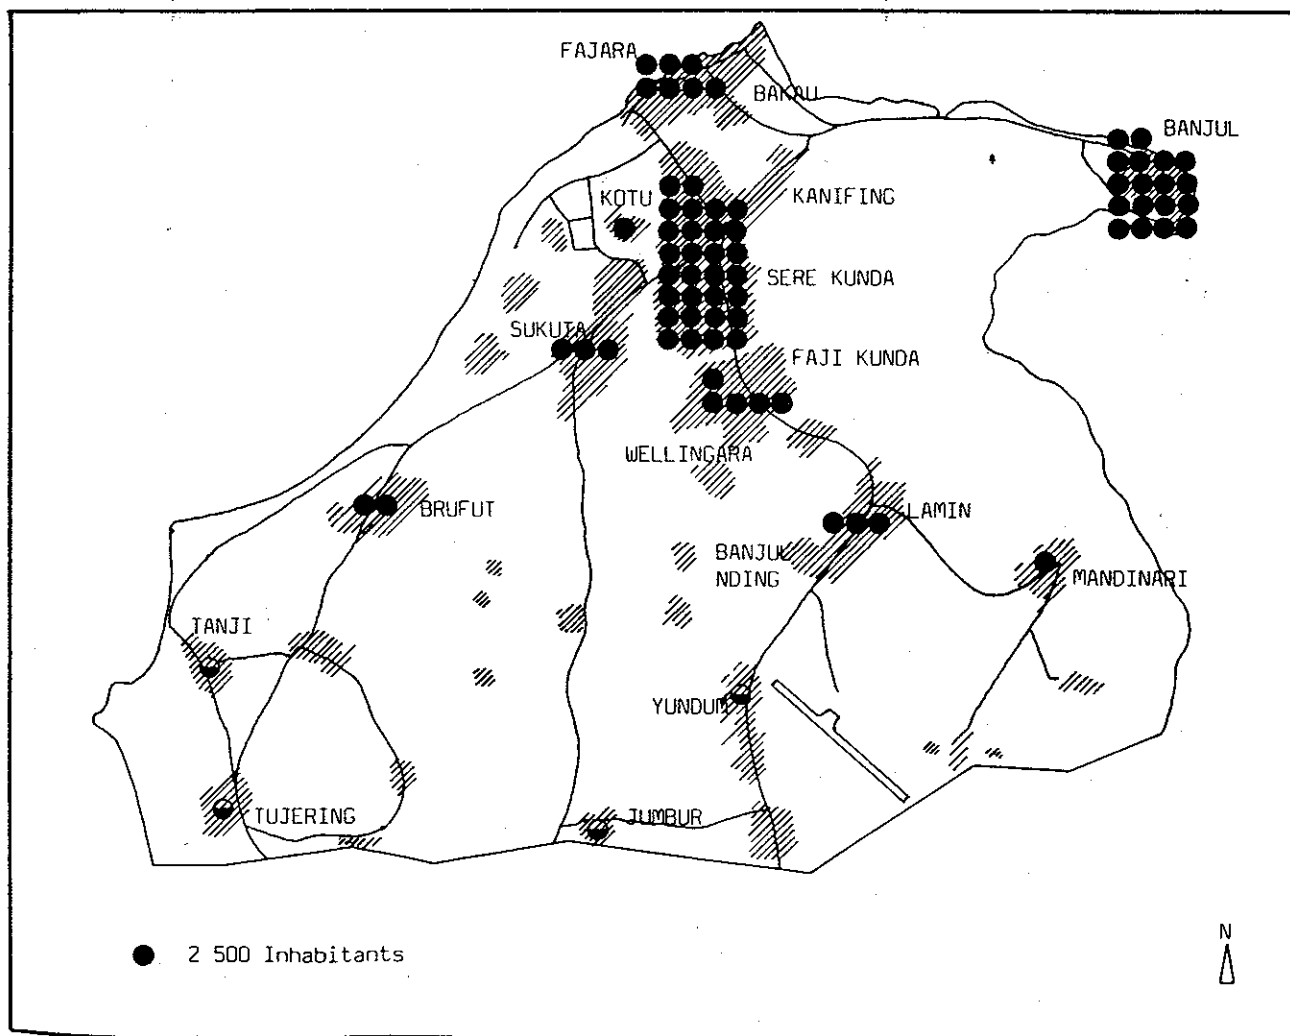 FAJARA
BAKAU
BANJUL
KOTU
KANIFING
SERE KUNDA
SUKUTA
FAJI KUNDA
WELLINGARA
BRUFUT
LAMIN
BANJUL
NDING
MANDINARI
TANJI
YUNDUM
TUJERING
JUMBUR
2 500 Inhabitants
N